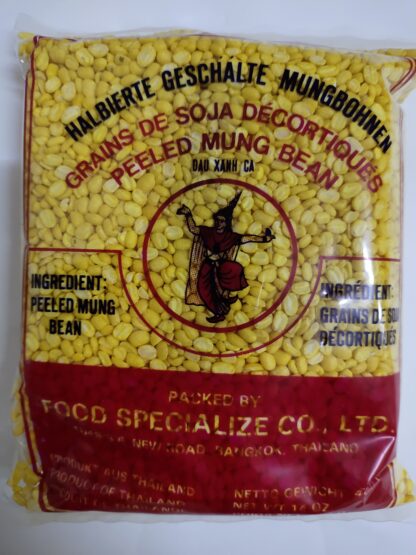 HALBIERTE GESCHÄLTE MUNGBOHNEN
GRAINS DE SOJA DÉCORTIQUÉS
PEELED MUNG BEAN
DAU XANH CA
INGREDIENT:
PEELED MUNG
BEAN
INGRÉDIENT:
GRAINS DE SOJA
DÉCORTIQUÉS
PACKED BY
FOOD SPECIALIZE CO., LTD.
NEW ROAD, BANGKOK, THAILAND
PRODUKT AUS THAILAND
PRODUCT OF THAILAND
NETTO GEWICHT
NET WT 14 OZ